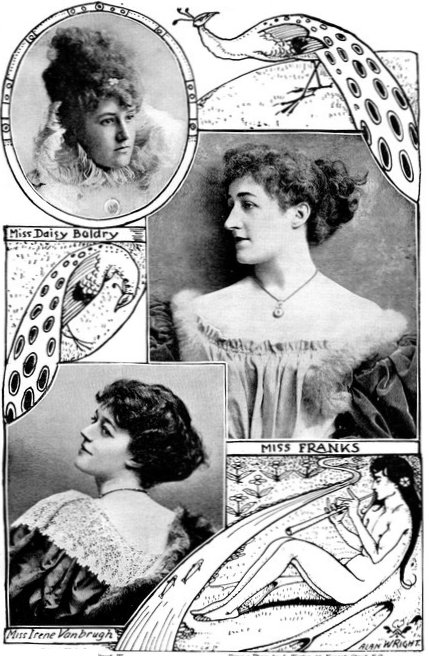 Miss Daisy Baldry
MISS FRANKS
Miss Irene Vanbrugh
ALAN WRIGHT.